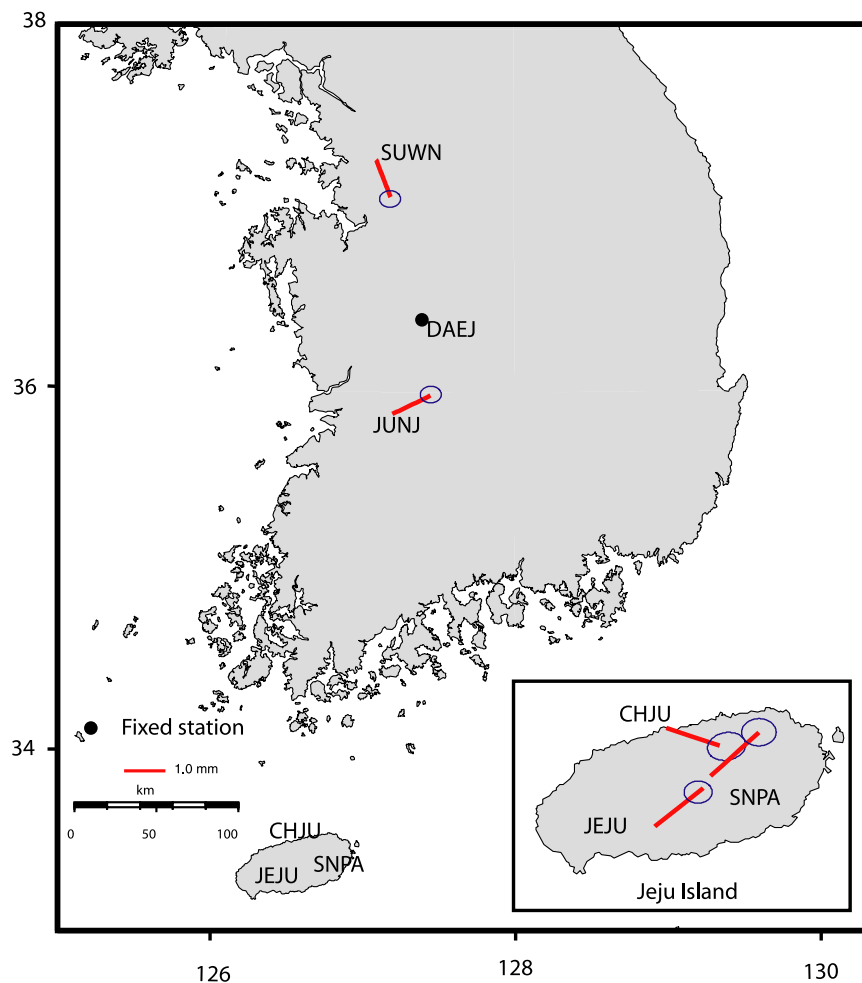 38
SUWN
DAEJ
36
JUNJ
Fixed station
CHJU
34
1.0 mm
km
SNPA
0 50 100
JEJU
CHJU
JEJU SNPA
Jeju Island
126 128 130